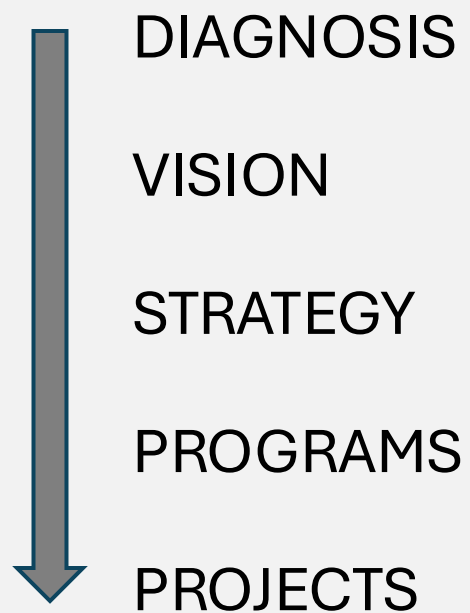 DIAGNOSIS
VISION
STRATEGY
PROGRAMS
PROJECTS